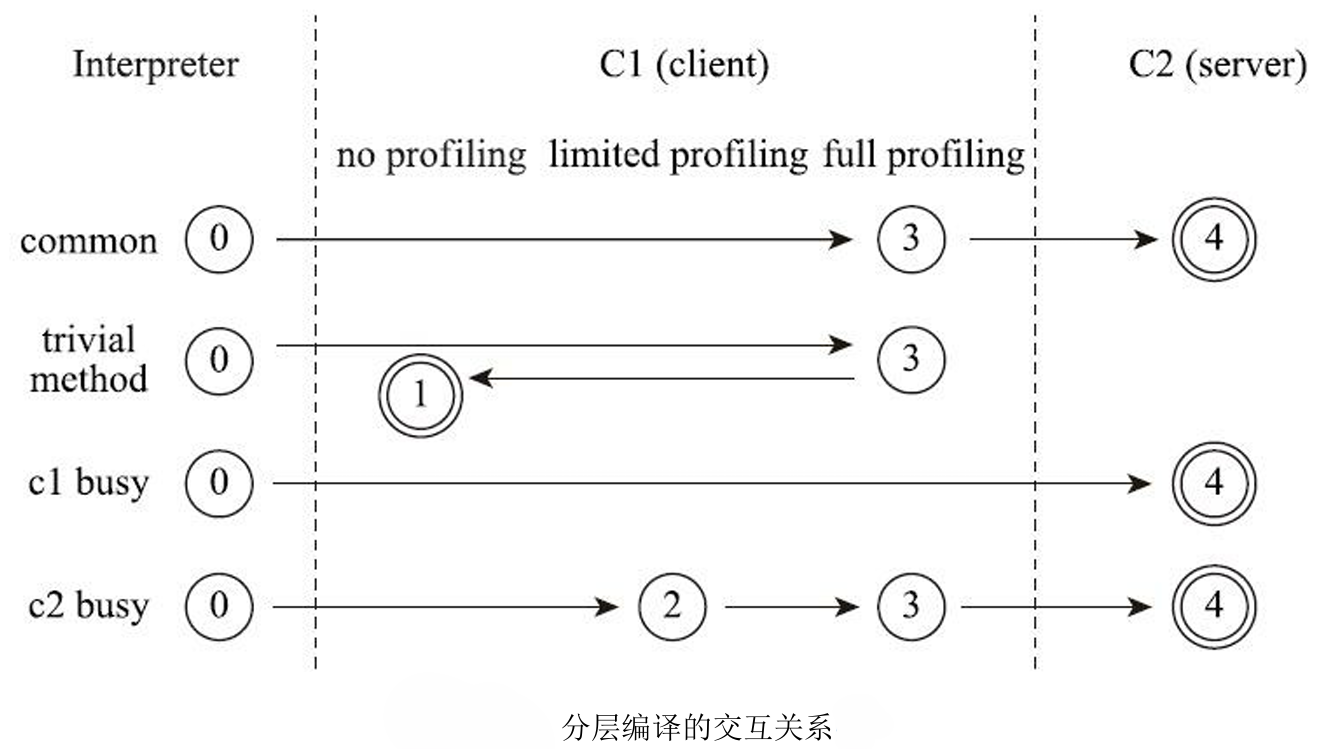 Interpreter C1 (client) C2 (server)
no profiling limited profiling full profiling
common 0 3 4
trivial
method 0 3
1
c1 busy 0 4
c2 busy 0 2 3 4
分层编译的交互关系